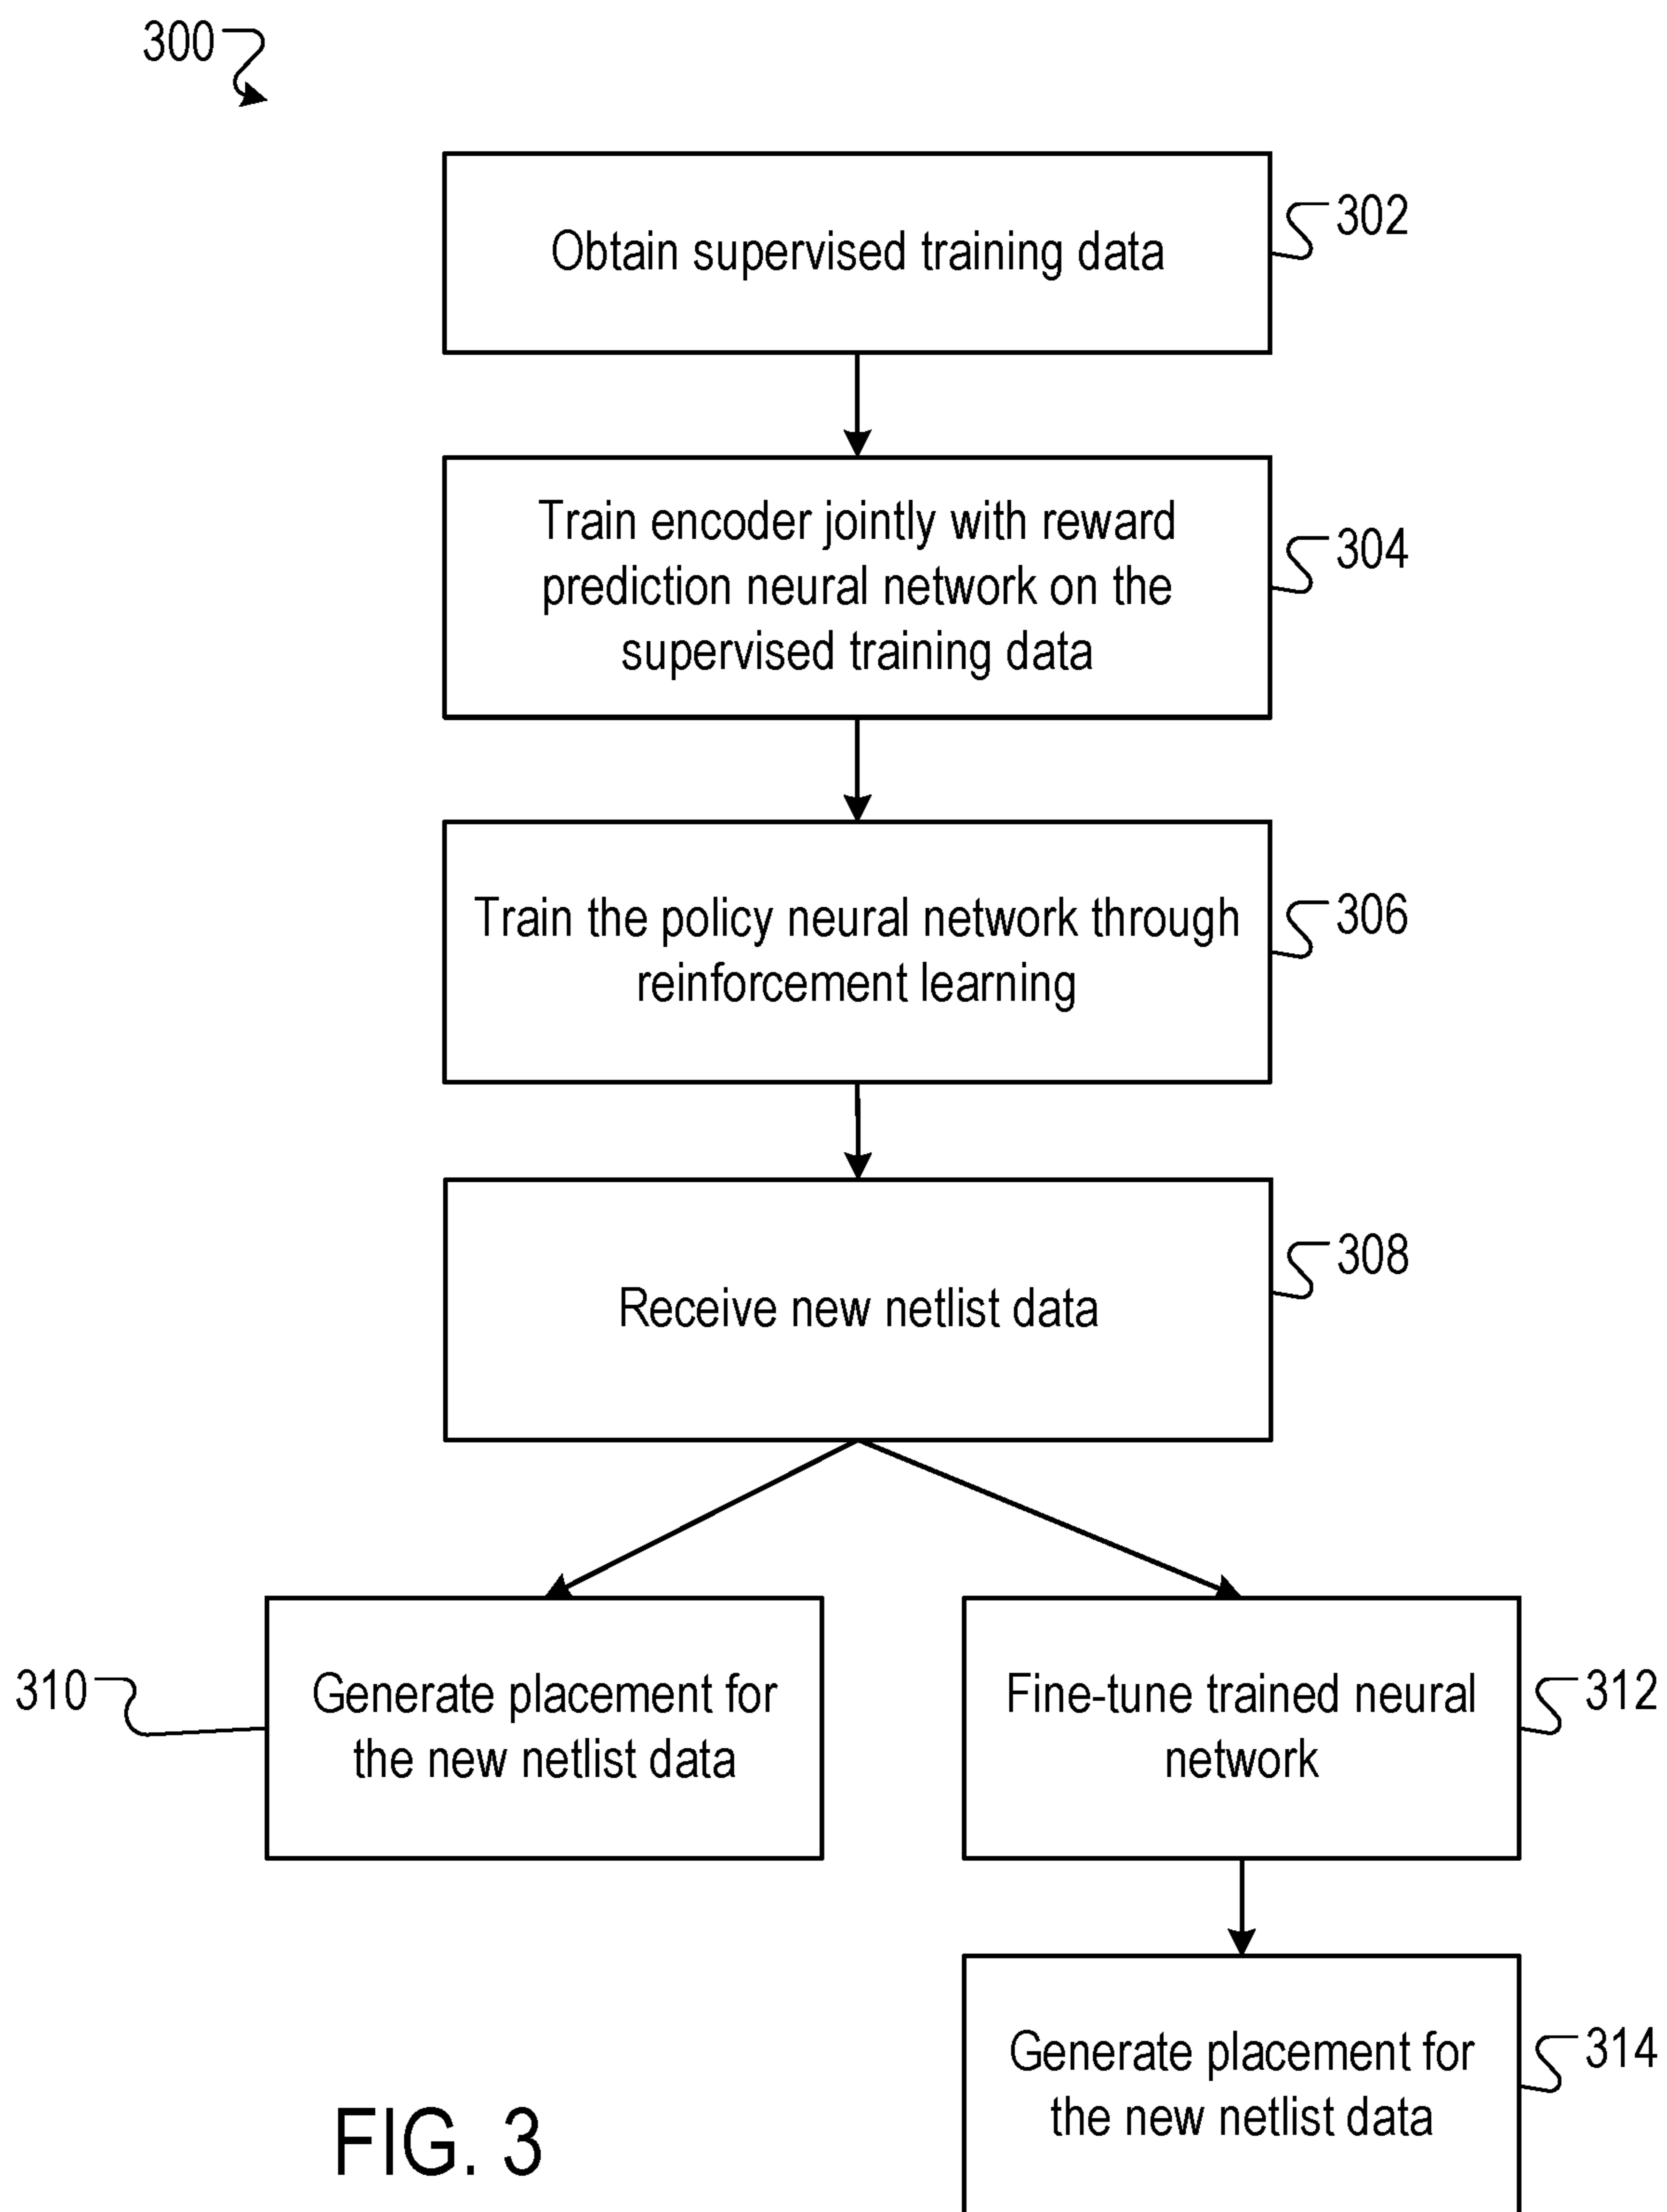 300
Obtain supervised training data
302
Train encoder jointly with reward
prediction neural network on the
supervised training data
304
Train the policy neural network through
reinforcement learning
306
Receive new netlist data
308
310
Generate placement for
the new netlist data
Fine-tune trained neural
network
312
Generate placement for
the new netlist data
314
FIG. 3